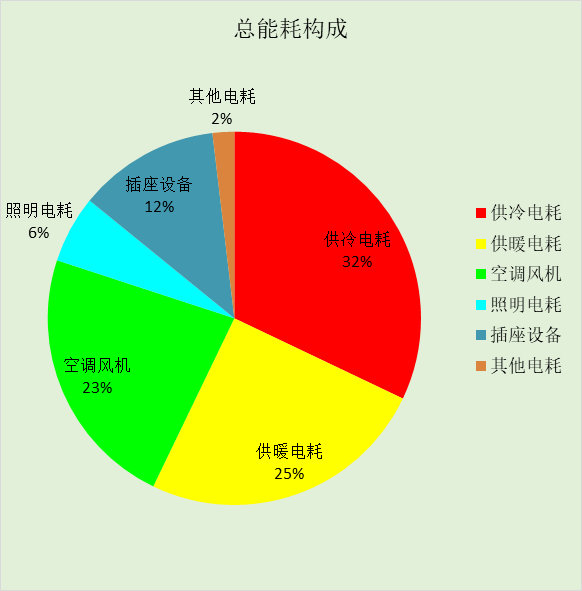 总能耗构成
其他电耗
2%
供冷电耗
32%
供暖电耗
25%
空调风机
23%
照明电耗
6%
插座设备
12%
供冷电耗
供暖电耗
空调风机
照明电耗
插座设备
其他电耗